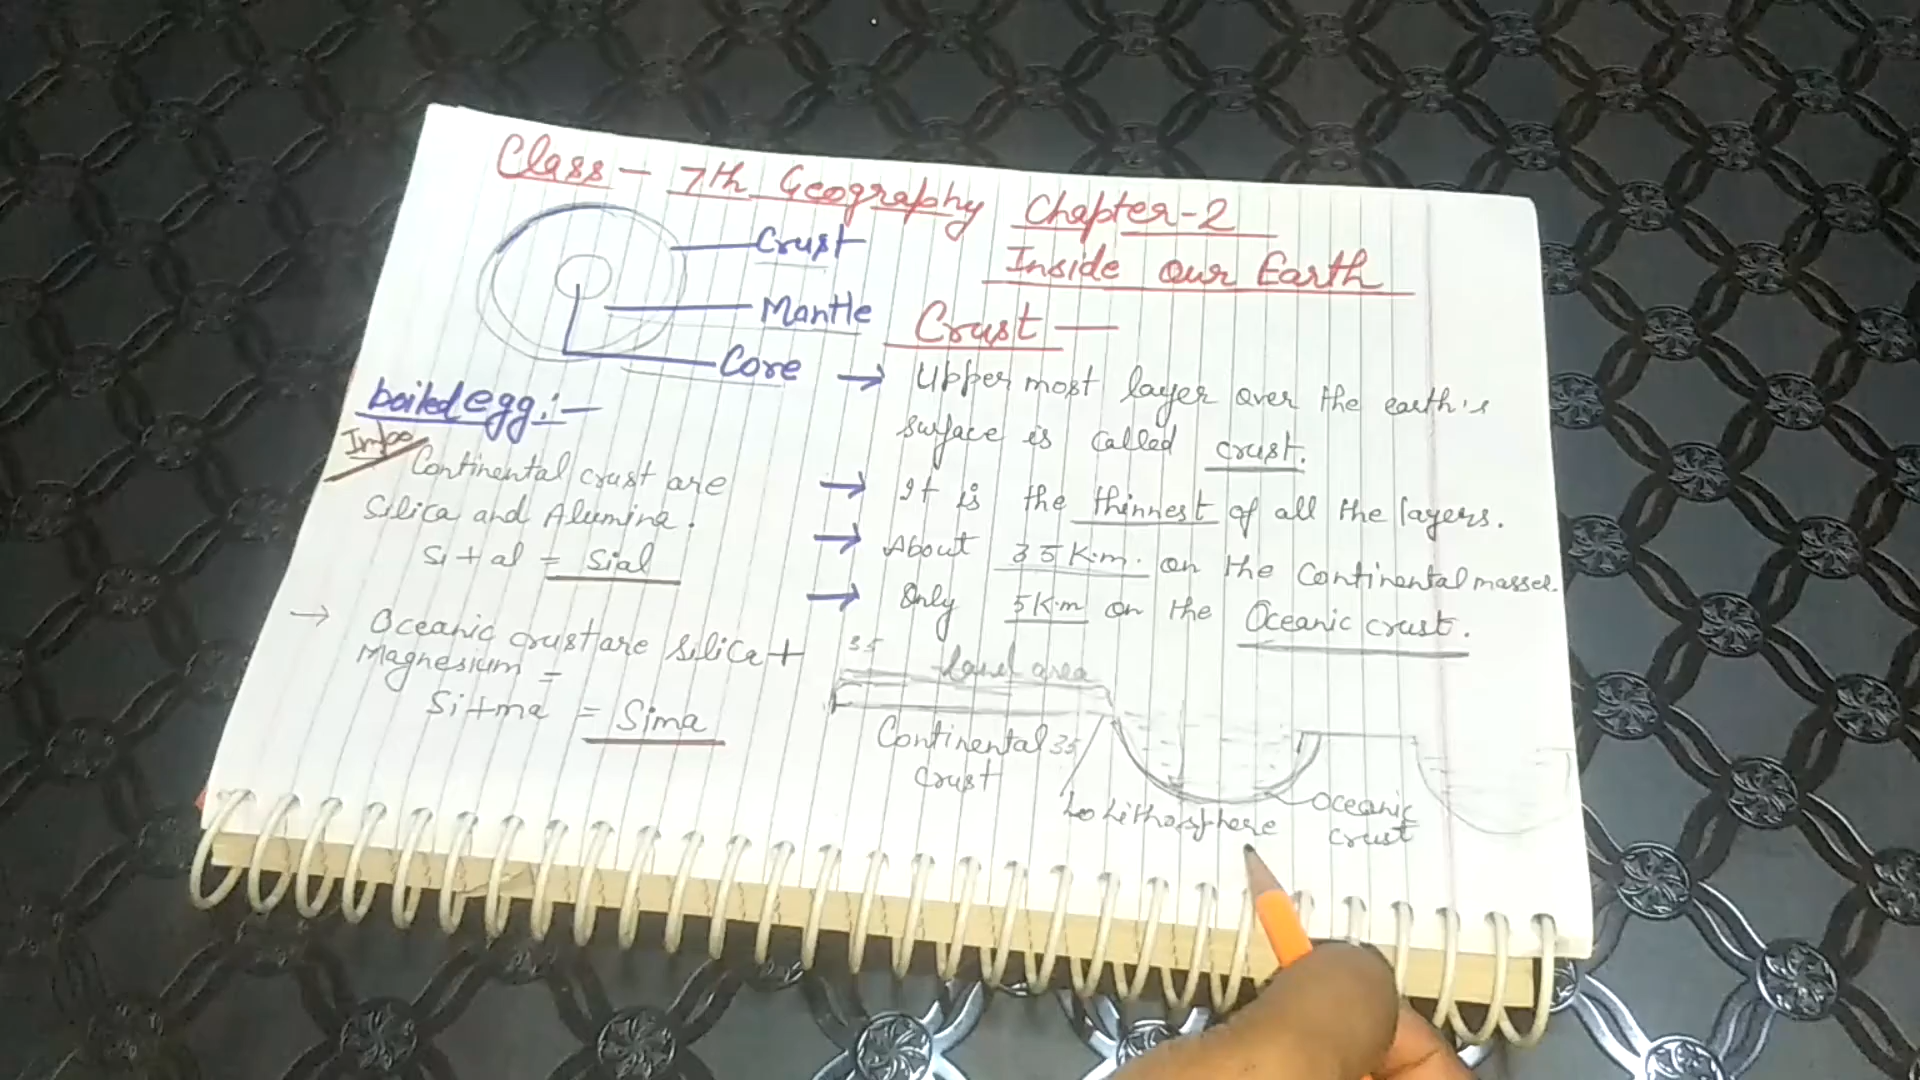 Class - 7th Geography Chapter-2
Inside our Earth
Crust
Mantle
Core
boiled egg:-
Imp
Continental crust are
Silica and Alumina.
Si + al = Sial
→ Oceanic crust are Silica +
Magnesium =
Si + ma = Sima
Crust —
→ Upper most layer over the earth's
surface is called crust.
→ It is the thinnest of all the layers.
→ About 35 K.m. on the Continental masses.
→ Only 5 K.m on the Oceanic crust.
35
area
Continental 35
Crust
Lithosphere
Oceanic
crust